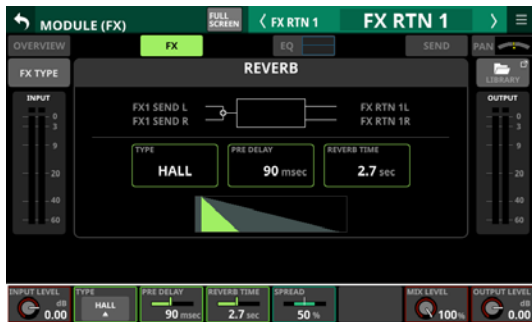 MODULE (FX)
FULL SCREEN
FX RTN 1
FX RTN 1
OVERVIEW
FX
EQ
SEND
PAN
FX TYPE
REVERB
LIBRARY
INPUT
OUTPUT
FX1 SEND L
FX RTN 1L
FX1 SEND R
FX RTN 1R
0
3
9
20
40
60
0
3
9
20
40
60
TYPE
HALL
PRE DELAY
90 msec
REVERB TIME
2.7 sec
INPUT LEVEL
dB
0.00
TYPE
HALL
PRE DELAY
90 msec
REVERB TIME
2.7 sec
SPREAD
50 %
MIX LEVEL
100%
OUTPUT LEVEL
dB
0.00